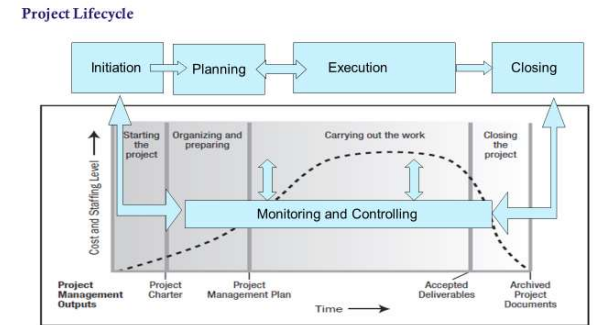 Project Lifecycle
Initiation
Planning
Execution
Closing
Starting
the
project
Organizing and
preparing
Carrying out the work
Closing
the
project
Cost and Staffing Level
Monitoring and Controlling
Project
Management
Outputs
Project
Charter
Project
Management Plan
Time
Accepted
Deliverables
Archived
Project
Documents